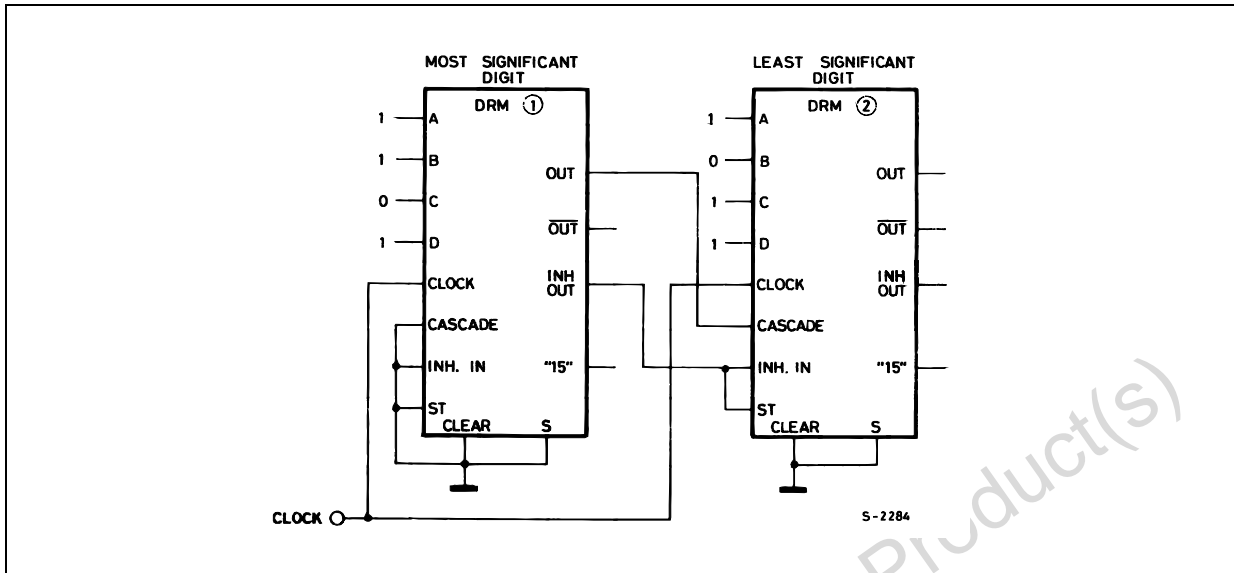 MOST SIGNIFICANT
DIGIT
DRM 1
1 A
1 B
0 C
1 D
CLOCK
CASCADE
INH. IN
ST
CLEAR
S
OUT
OUT
INH
OUT
"15"
LEAST SIGNIFICANT
DIGIT
DRM 2
1 A
0 B
1 C
1 D
CLOCK
CASCADE
INH. IN
ST
CLEAR
S
OUT
OUT
INH
OUT
"15"
CLOCK
S-2284
Product(s)